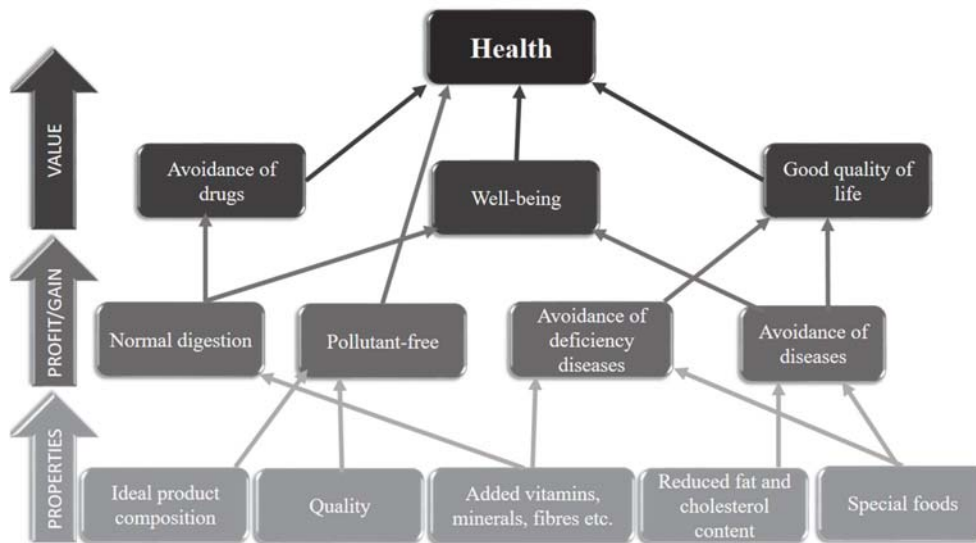 Health
VALUE
Avoidance of
drugs
Well-being
Good quality of
life
PROFIT/GAIN
Normal digestion
Pollutant-free
Avoidance of
deficiency
diseases
Avoidance of
diseases
PROPERTIES
Ideal product
composition
Quality
Added vitamins,
minerals, fibres etc.
Reduced fat and
cholesterol
content
Special foods